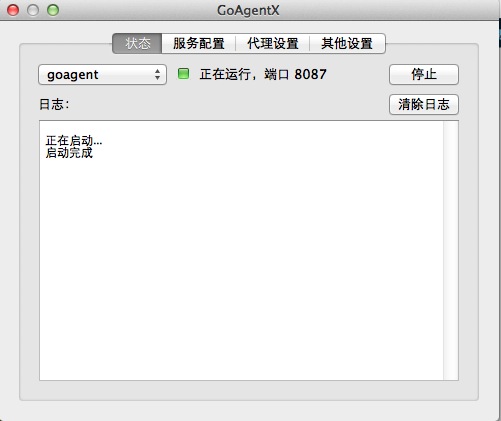 GoAgentX
状态 服务配置 代理设置 其他设置
goagent 正在运行，端口 8087 停止
日志： 清除日志
正在启动...
启动完成